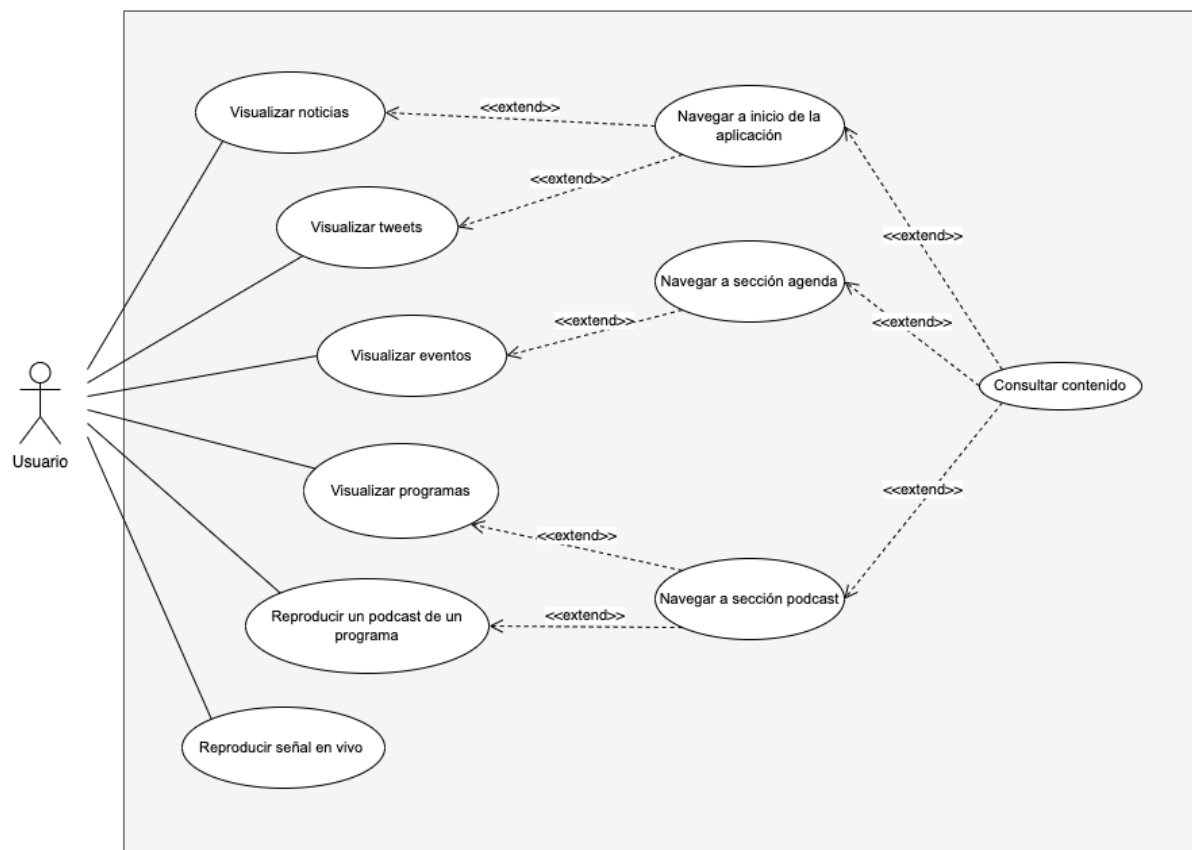 Visualizar noticias
<<extend>>
Navegar a inicio de la
aplicación
<<extend>>
Visualizar tweets
<<extend>>
Navegar a sección agenda
<<extend>>
<<extend>>
Visualizar eventos
Consultar contenido
Usuario
Visualizar programas
<<extend>>
<<extend>>
Navegar a sección podcast
<<extend>>
Reproducir un podcast de un
programa
Reproducir señal en vivo